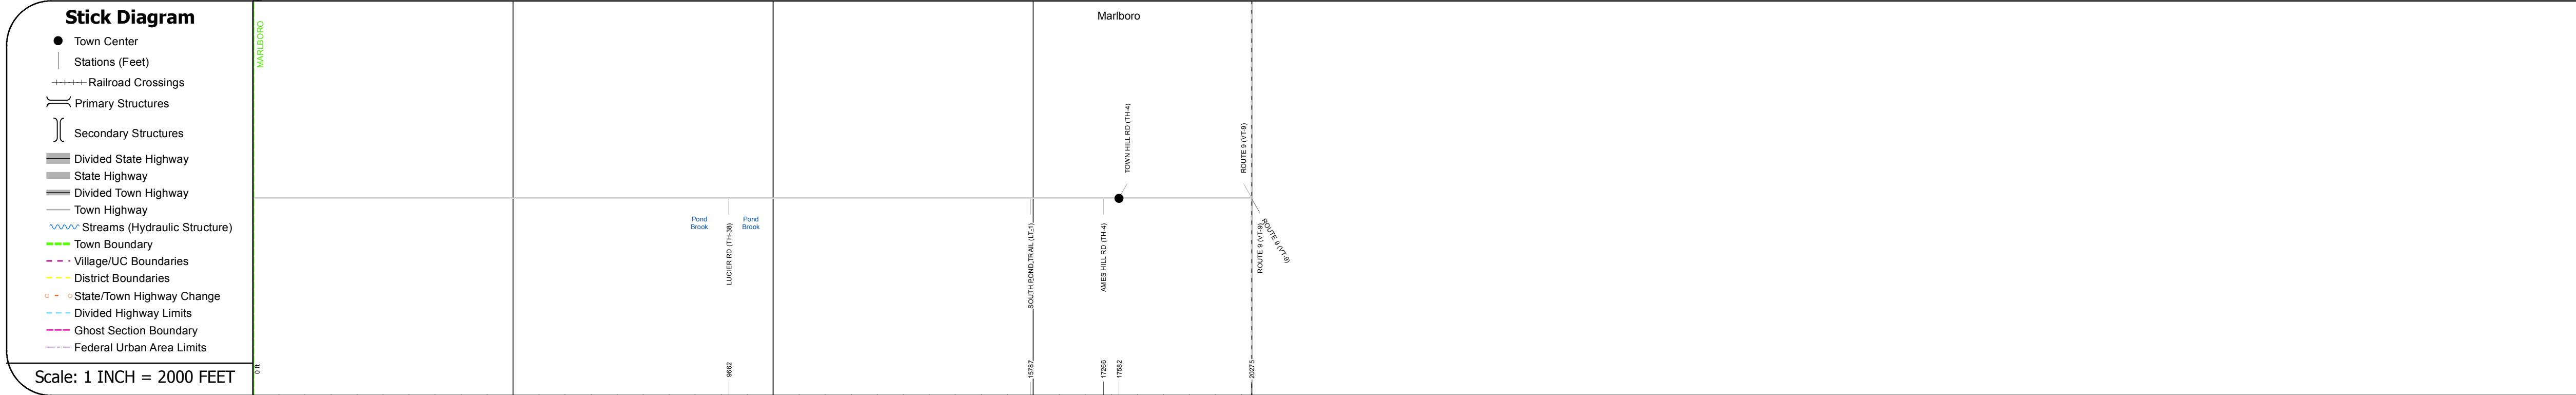 Stick Diagram
Town Center
Stations (Feet)
Railroad Crossings
Primary Structures
Secondary Structures
Divided State Highway
State Highway
Divided Town Highway
Town Highway
Streams (Hydraulic Structure)
Town Boundary
Village/UC Boundaries
District Boundaries
State/Town Highway Change
Divided Highway Limits
Ghost Section Boundary
Federal Urban Area Limits
Scale: 1 INCH = 2000 FEET
MARLBORO
0 ft
Pond
Brook
LUCIER RD (TH-38)
Pond
Brook
9662
SOUTH POND TRAIL (LT-1)
15787
Marlboro
AMES HILL RD (TH-4)
17266
TOWN HILL RD (TH-4)
17582
ROUTE 9 (VT-9)
ROUTE 9 (VT-9)
ROUTE 9 (VT-9)
20275